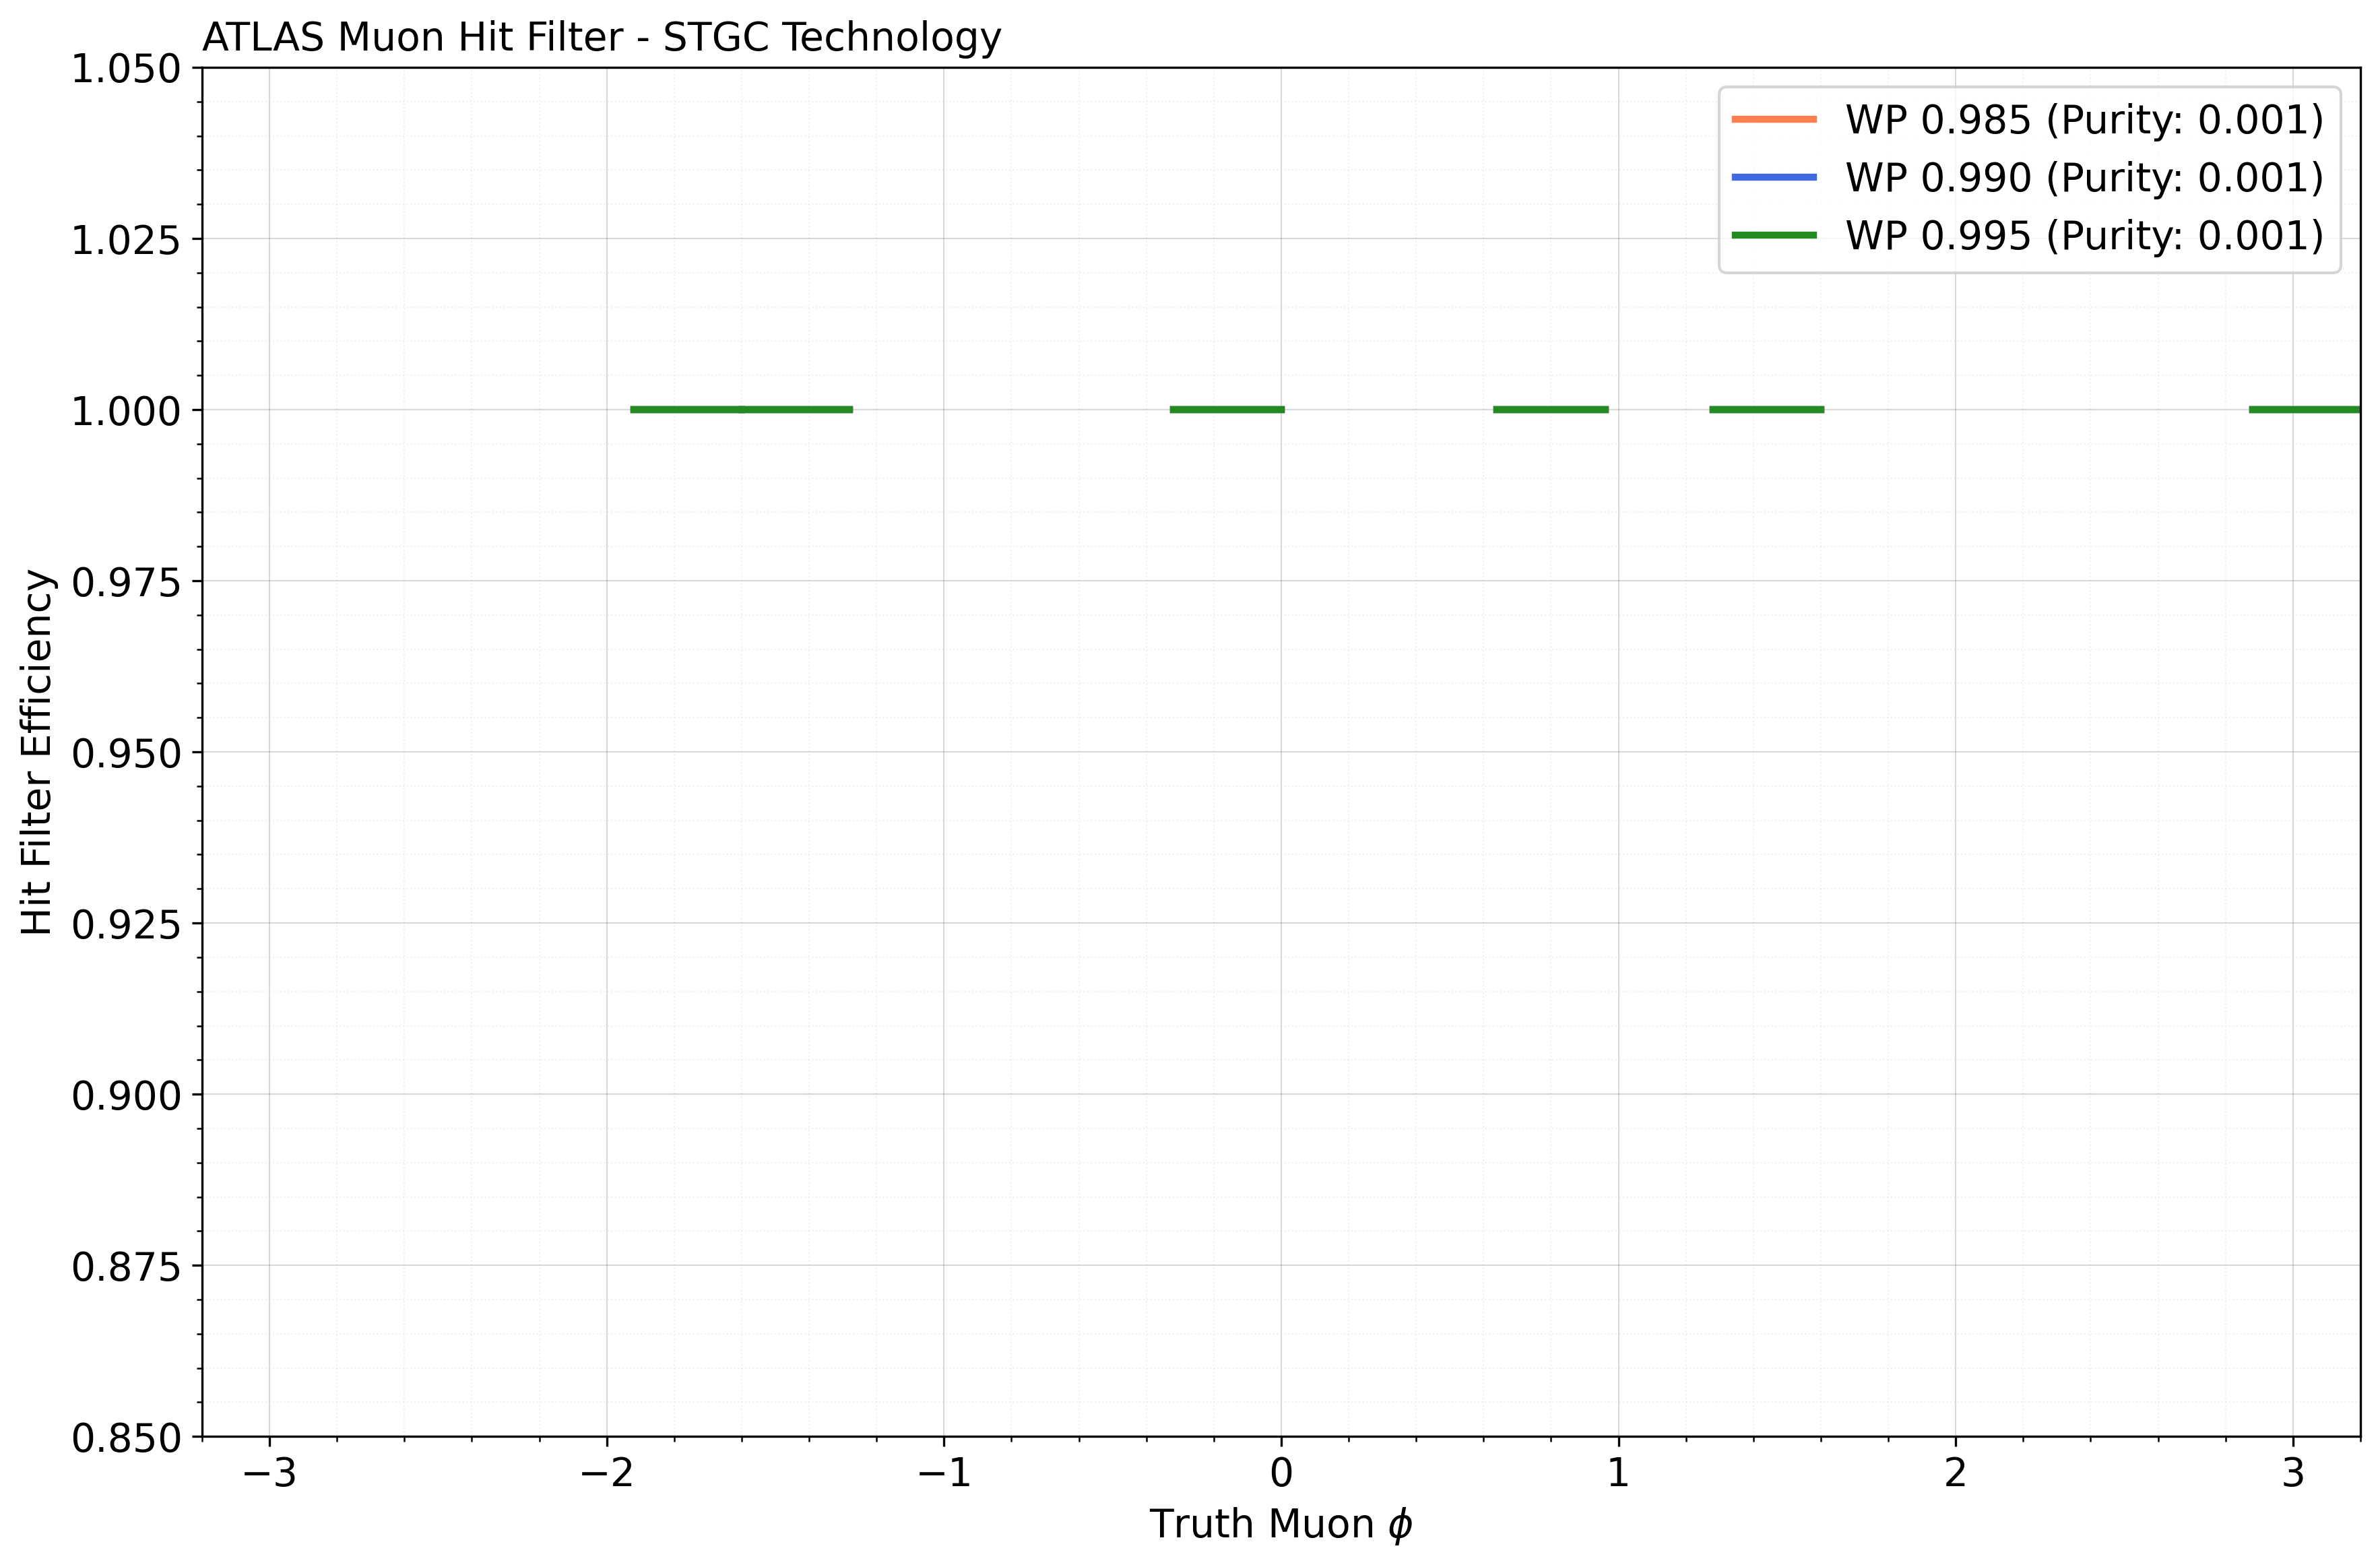 ATLAS Muon Hit Filter - STGC Technology
1.050
1.025
1.000
0.975
0.950
0.925
0.900
0.875
0.850
Hit Filter Efficiency
WP 0.985 (Purity: 0.001)
WP 0.990 (Purity: 0.001)
WP 0.995 (Purity: 0.001)
−3 −2 −1 0 1 2 3
Truth Muon ϕ